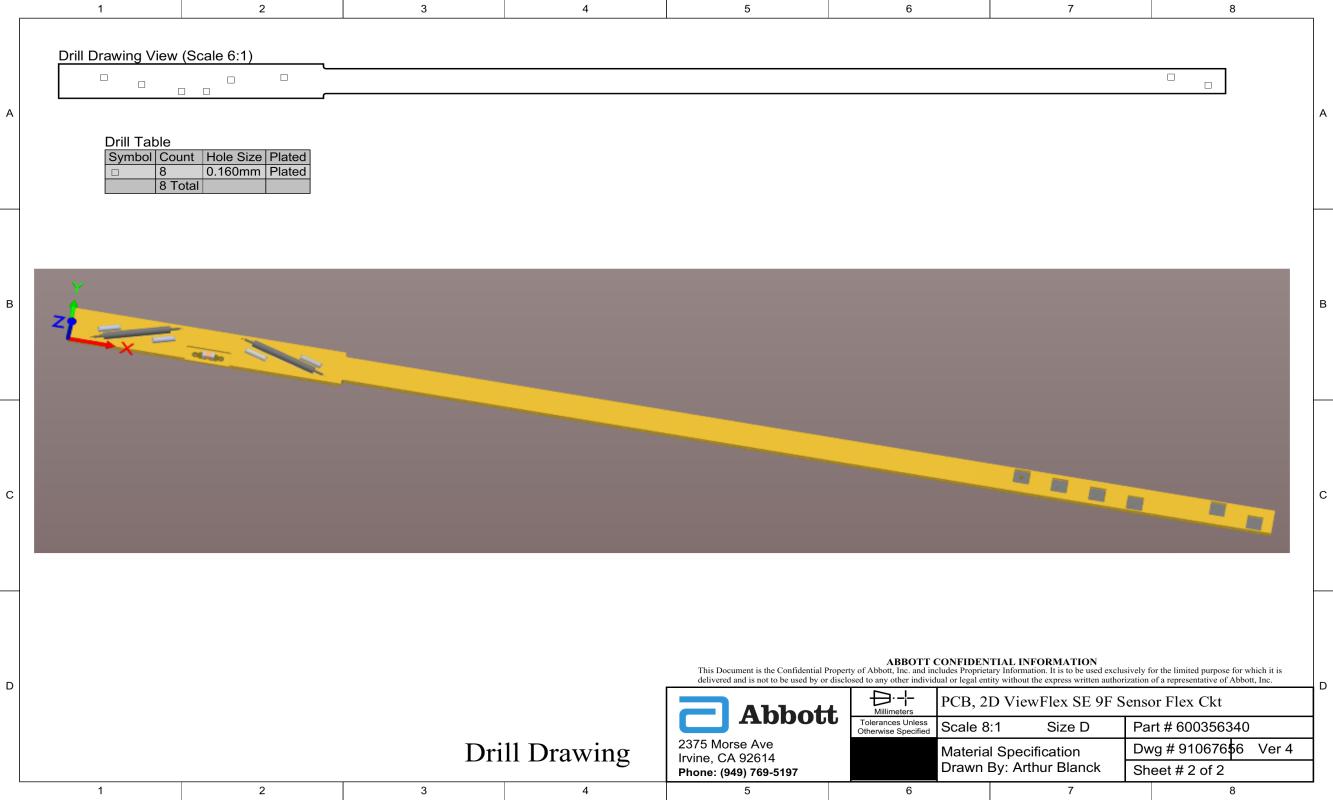 1 2 3 4 5 6 7 8
Drill Drawing View (Scale 6:1)
A A
Drill Table
Symbol Count Hole Size Plated
8 0.160mm Plated
8 Total
B B
Y
Z
X
C C
ABBOTT CONFIDENTIAL INFORMATION
This Document is the Confidential Property of Abbott, Inc. and includes Proprietary Information. It is to be used exclusively for the limited purpose for which it is
delivered and is not to be used by or disclosed to any other individual or legal entity without the express written authorization of a representative of Abbott, Inc.
D D
Abbott
2375 Morse Ave
Irvine, CA 92614
Phone: (949) 769-5197
Millimeters
Tolerances Unless
Otherwise Specified
PCB, 2D ViewFlex SE 9F Sensor Flex Ckt
Scale 8:1 Size D Part # 600356340
Material Specification
Drawn By: Arthur Blanck
Dwg # 91067656 Ver 4
Sheet # 2 of 2
Drill Drawing
1 2 3 4 5 6 7 8